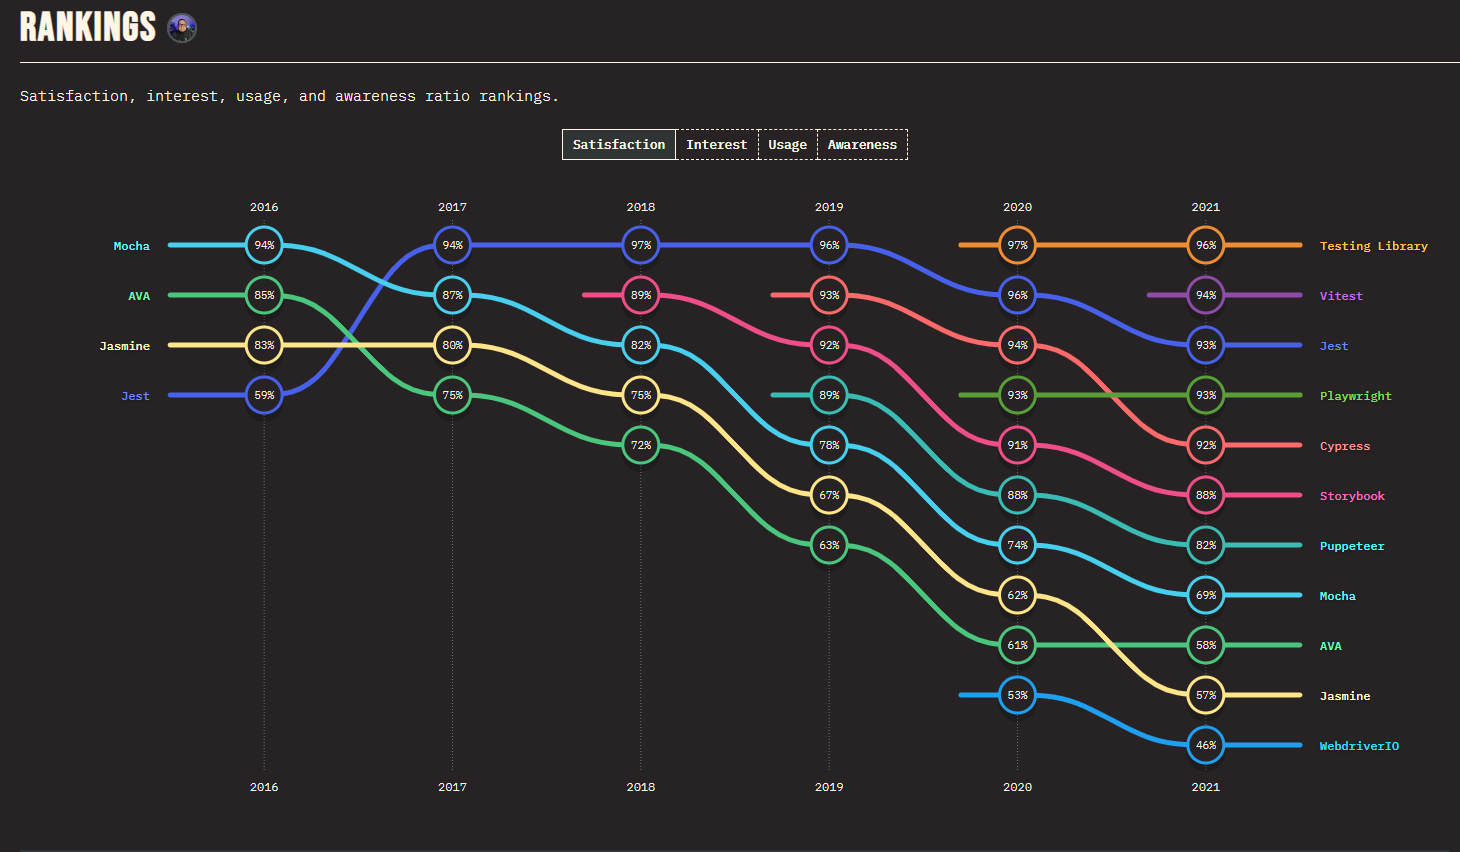 RANKINGS
Satisfaction, interest, usage, and awareness ratio rankings.
Satisfaction Interest Usage Awareness
2016 2017 2018 2019 2020 2021
Mocha 94% 94% 97% 96% 97% 96% Testing Library
AVA 85% 87% 89% 93% 96% 94% Vitest
Jasmine 83% 80% 82% 92% 94% 93% Jest
Jest 59% 75% 75% 89% 93% 93% Playwright
72% 78% 91% 92% Cypress
67% 88% 88% Storybook
63% 74% 82% Puppeteer
62% 69% Mocha
61% 58% AVA
53% 57% Jasmine
46% WebdriverIO
2016 2017 2018 2019 2020 2021